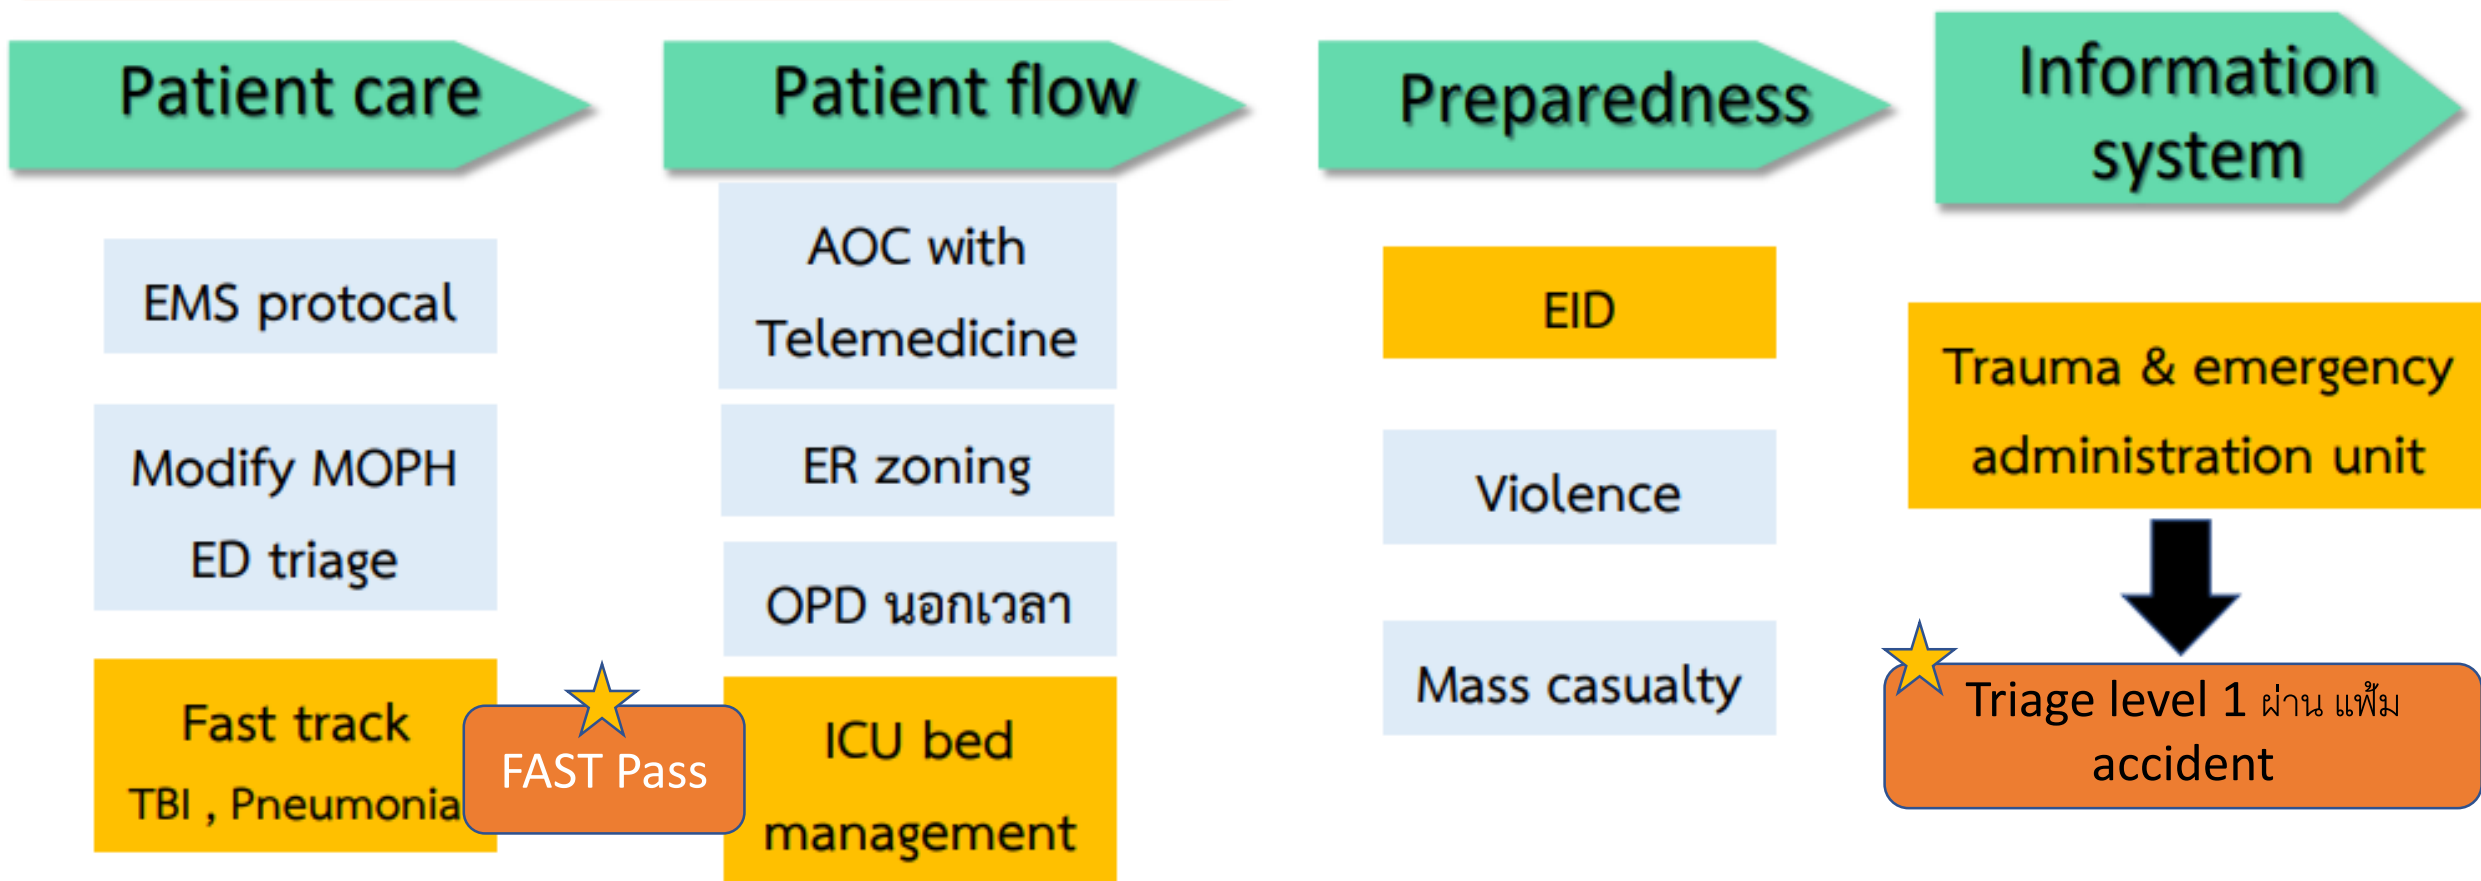 Patient care
EMS protocal
Modify MOPH
ED triage
Fast track
TBI , Pneumonia
FAST Pass
Patient flow
AOC with
Telemedicine
ER zoning
OPD นอกเวลา
ICU bed
management
Preparedness
EID
Violence
Mass casualty
Information
system
Trauma & emergency
administration unit
Triage level 1 ผ่าน แฟ้ม
accident